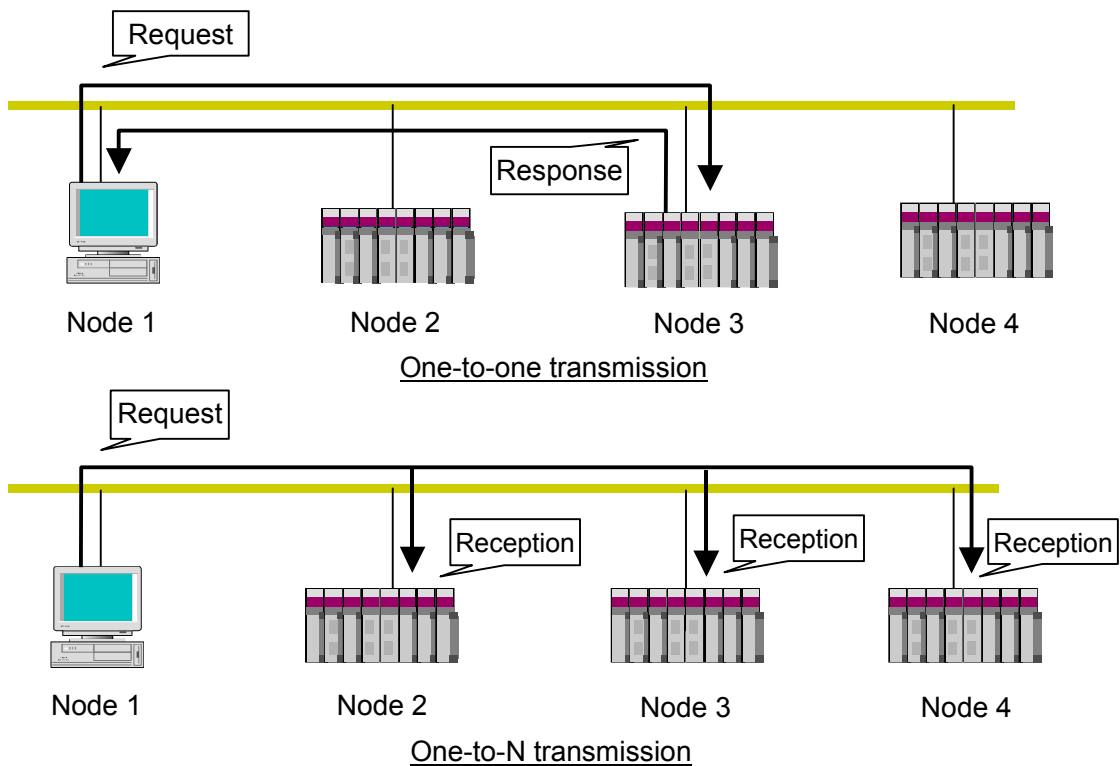 Request
Response
Node 1
Node 2
Node 3
Node 4
One-to-one transmission
Request
Reception
Reception
Reception
Node 1
Node 2
Node 3
Node 4
One-to-N transmission